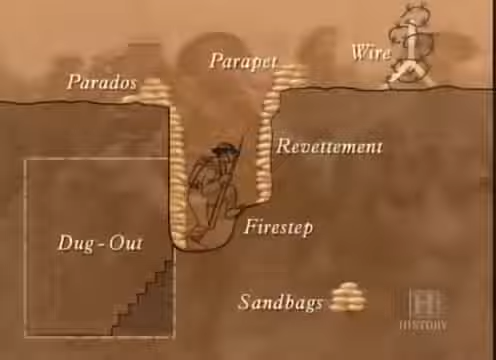 Wire
Parapet
Parados
Revettement
Firestep
Dug-Out
Sandbags
H
HISTORY